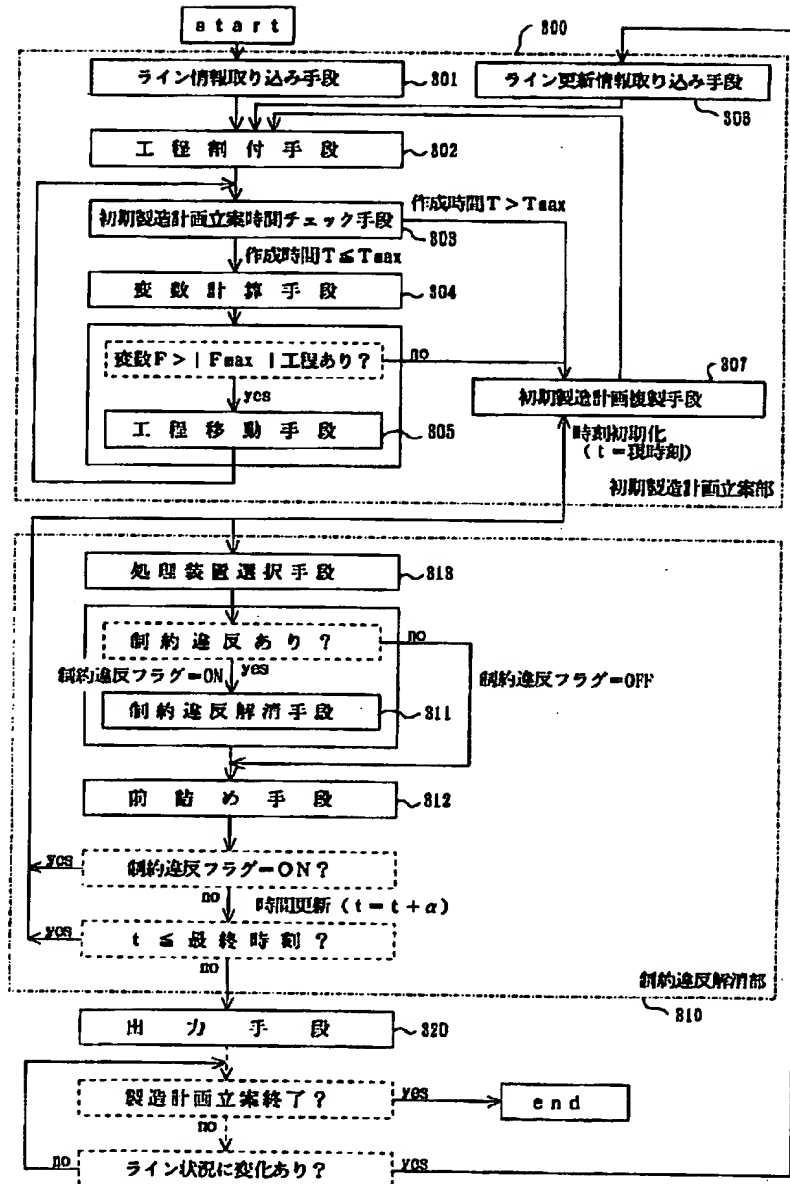 start
800
ライン情報取り込み手段
801
ライン更新情報取り込み手段
806
工程割付手段
802
初期製造計画立案時間チェック手段
803
作成時間T>Tmax
作成時間T≦Tmax
変数計算手段
804
変数F>|Fmax|工程あり?
no
yes
工程移動手段
805
807
初期製造計画複製手段
時刻初期化
(t=現時刻)
初期製造計画立案部
処理装置選択手段
813
制約違反あり?
no
制約違反フラグ=ON
yes
制約違反フラグ=OFF
制約違反解消手段
811
前詰め手段
812
yes
制約違反フラグ=ON?
no
時間更新(t=t+α)
yes
t≦最終時刻?
no
制約違反解消部
810
出力手段
820
製造計画立案終了?
yes
end
no
no
ライン状況に変化あり?
yes